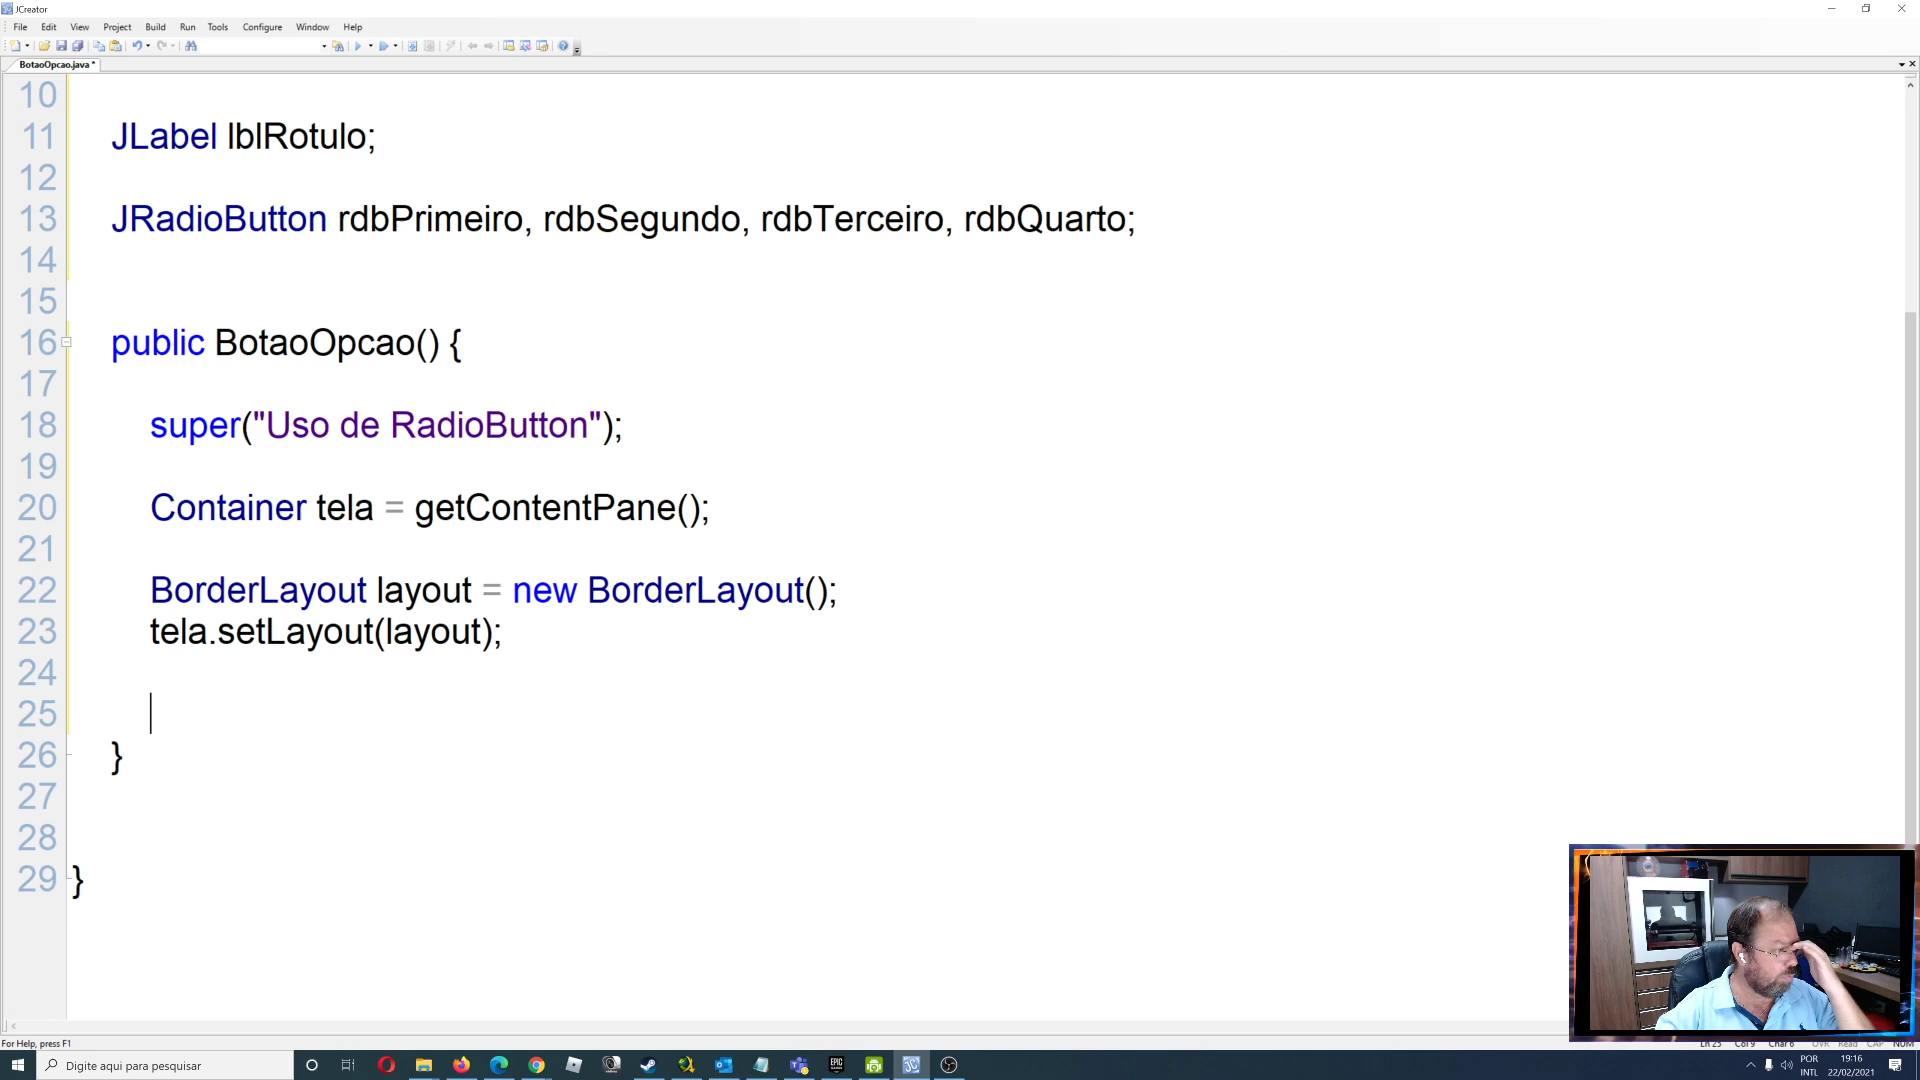 JCreator
File Edit View Project Build Run Tools Configure Window Help
BotaoOpcao.java *
10
11 JLabel lblRotulo;
12
13 JRadioButton rdbPrimeiro, rdbSegundo, rdbTerceiro, rdbQuarto;
14
15
16 public BotaoOpcao() {
17
18 super("Uso de RadioButton");
19
20 Container tela = getContentPane();
21
22 BorderLayout layout = new BorderLayout();
23 tela.setLayout(layout);
24
25
26 }
27
28
29 }
For Help, press F1
Digite aqui para pesquisar
EPIC
JC
POR
INTL
19:16
22/02/2021